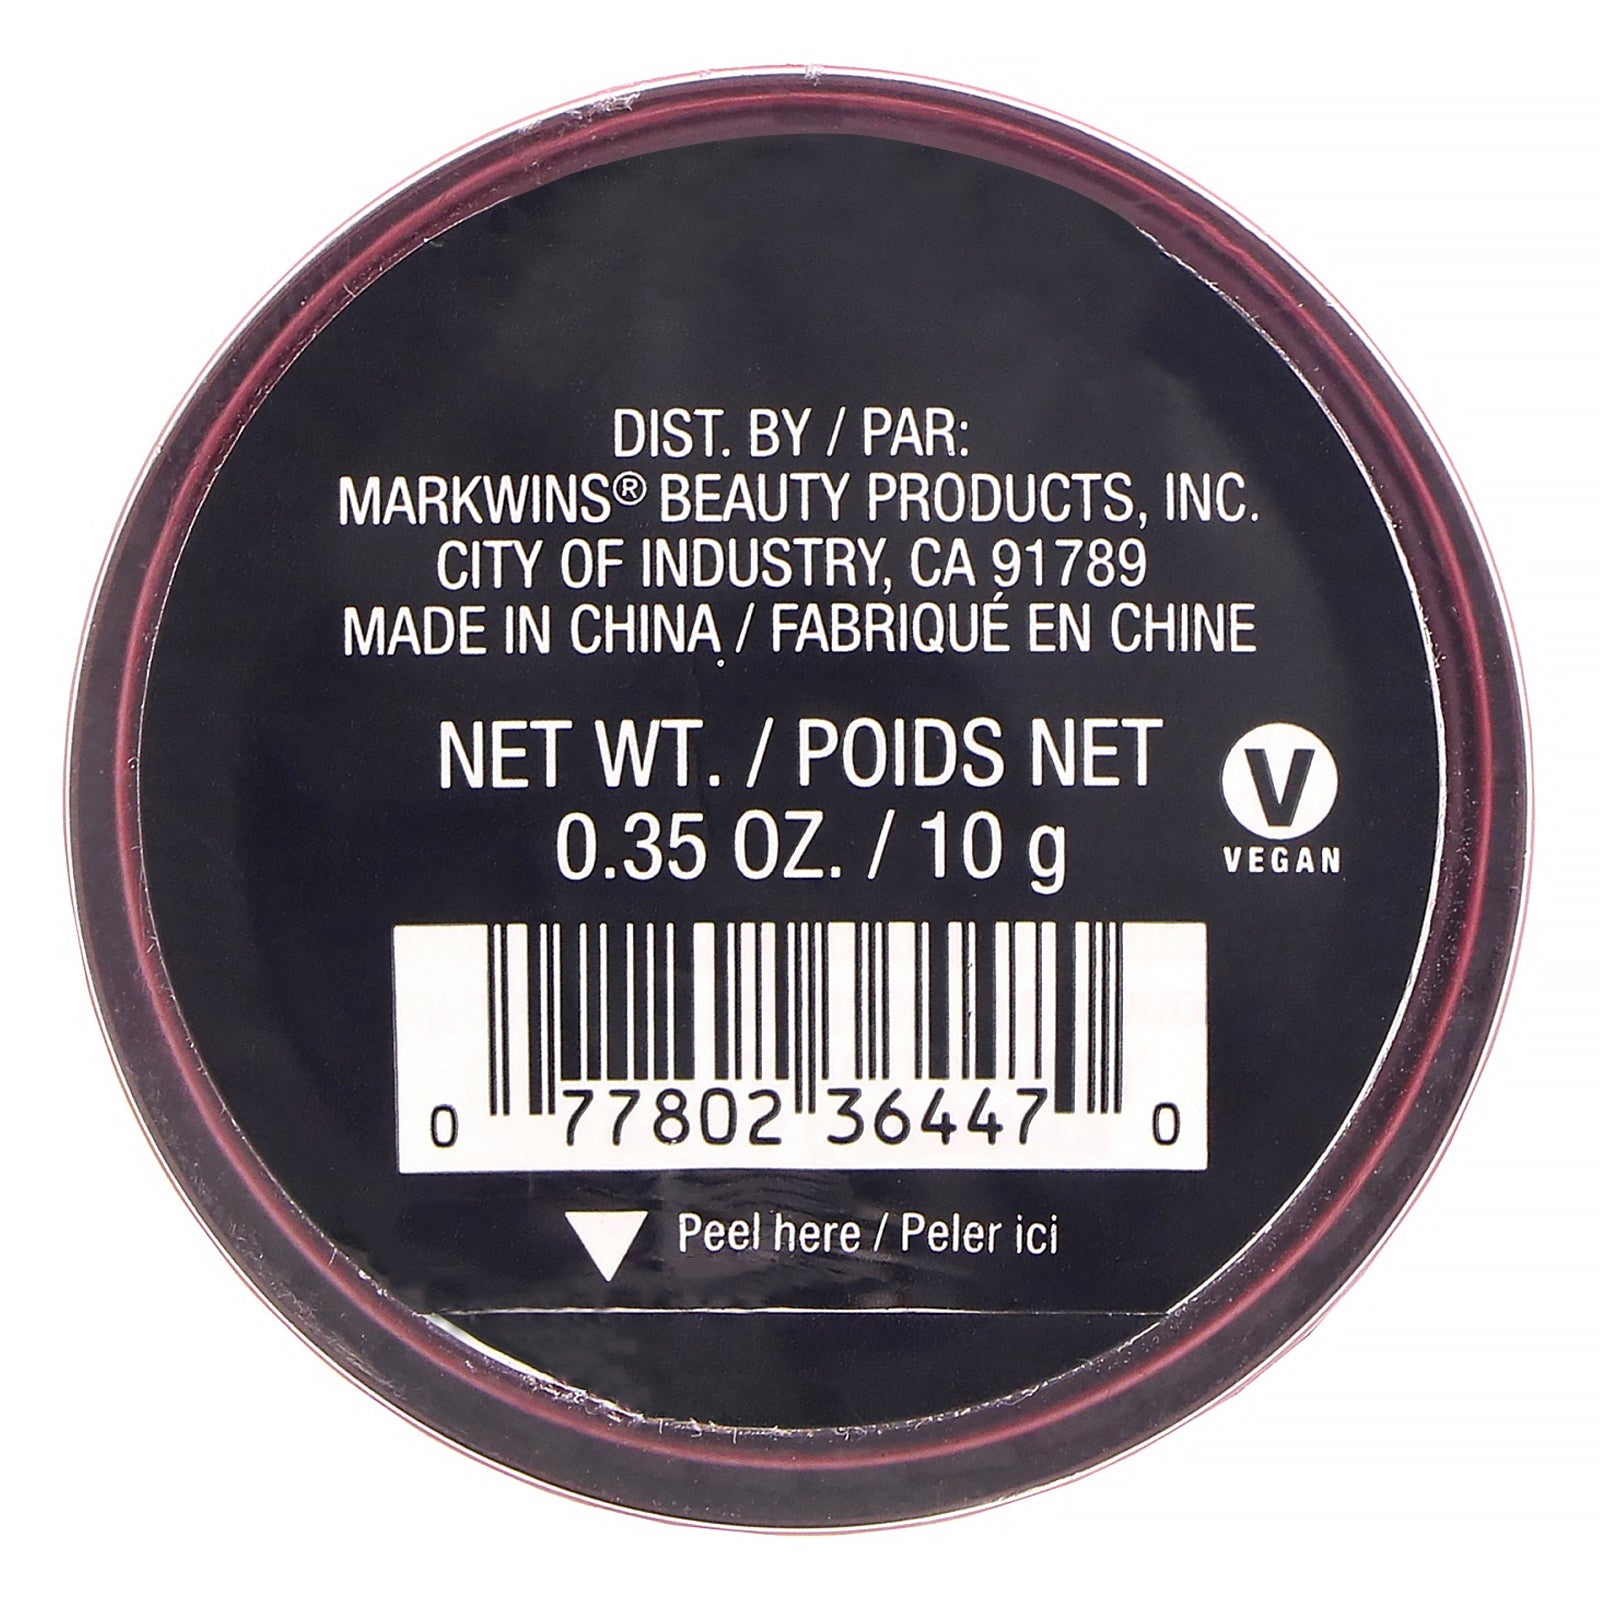 DIST. BY / PAR:
MARKWINS® BEAUTY PRODUCTS, INC.
CITY OF INDUSTRY, CA 91789
MADE IN CHINA / FABRIQUÉ EN CHINE
NET WT. / POIDS NET
0.35 OZ. / 10 g
V
VEGAN
0 77802 36447 0
Peel here / Peler ici